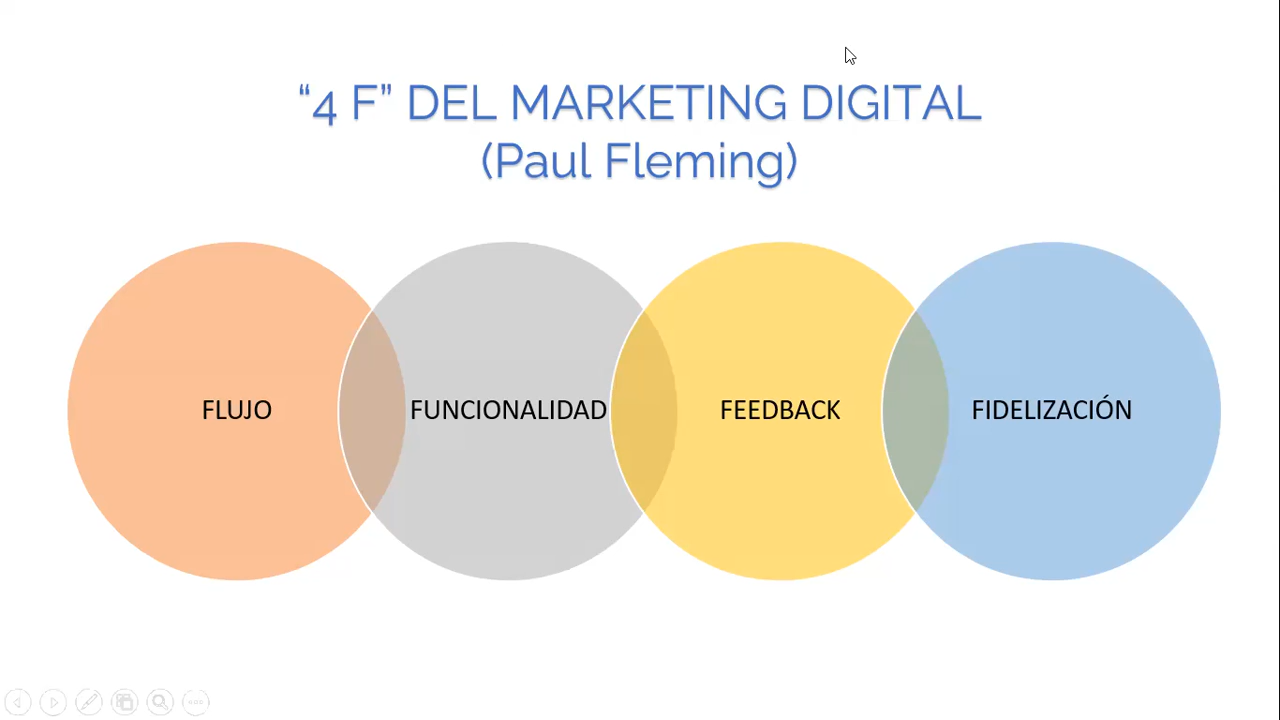 “4 F” DEL MARKETING DIGITAL
(Paul Fleming)
FLUJO
FUNCIONALIDAD
FEEDBACK
FIDELIZACIÓN